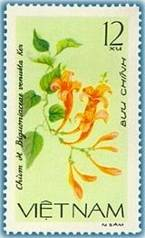 12
XU
BƯU CHÍNH
Chùm ớt Bignoniaceae venusta Ker
VIỆTNAM